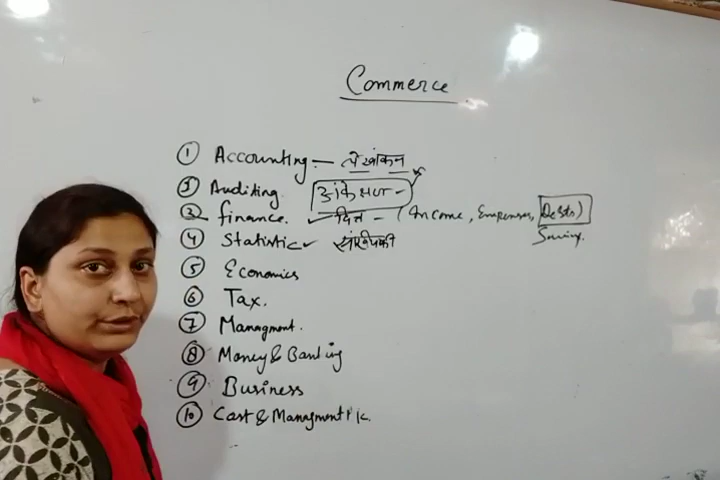 Commerce
① Accounting - लेखांकन
② Auditing. अंकेक्षण -
③ finance. ✓ वित्त - (Income, Expenses, Debts)
Saving.
④ Statistic ✓ सांख्यिकी
⑤ Economics
⑥ Tax.
⑦ Managment.
⑧ Money & Banking
⑨ Business
⑩ Cost & Managment